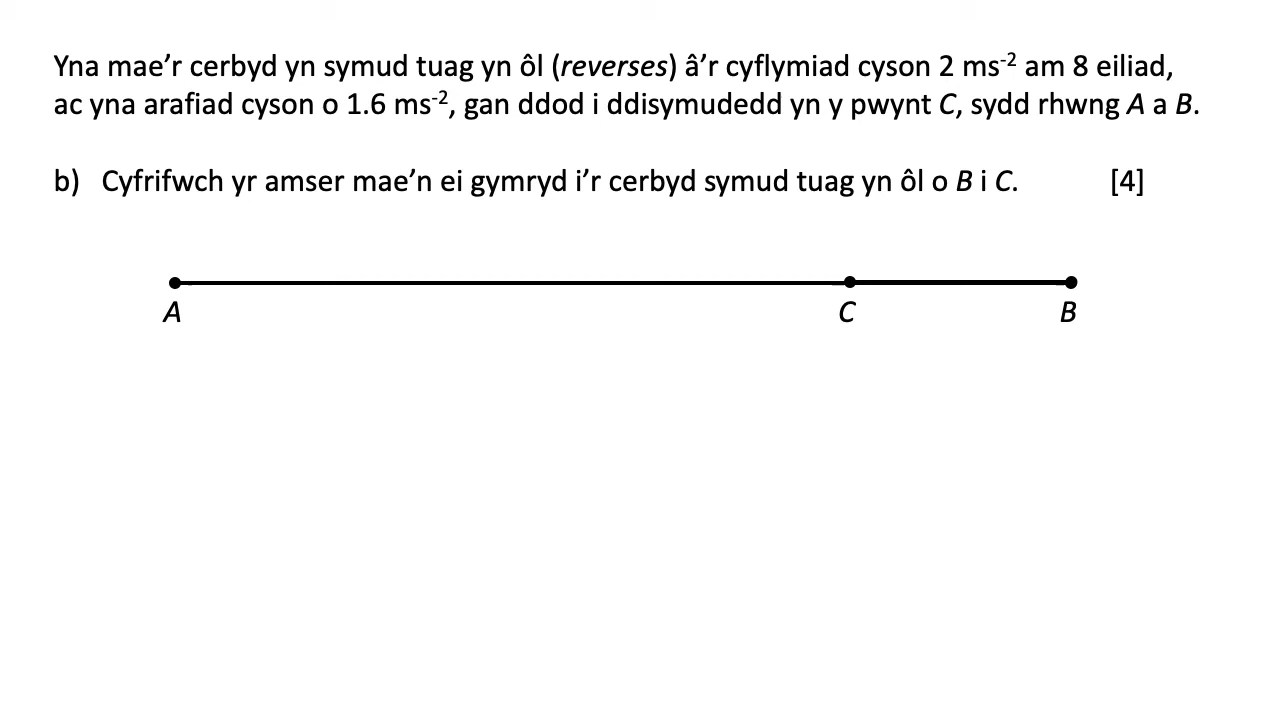 Yna mae’r cerbyd yn symud tuag yn ôl (reverses) â’r cyflymiad cyson 2 ms⁻² am 8 eiliad,
ac yna arafiad cyson o 1.6 ms⁻², gan ddod i ddisymudedd yn y pwynt C, sydd rhwng A a B.
b) Cyfrifwch yr amser mae’n ei gymryd i’r cerbyd symud tuag yn ôl o B i C. [4]
A C B